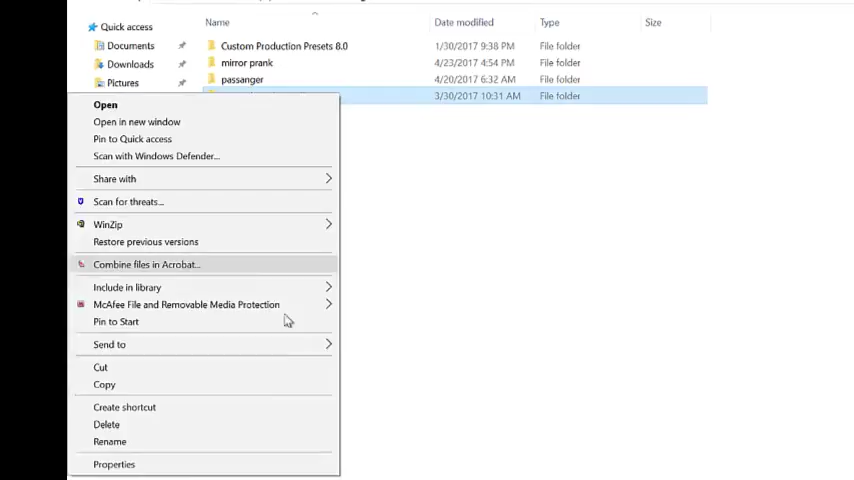 Name Date modified Type Size
Quick access
Documents
Downloads
Pictures
Custom Production Presets 8.0 1/30/2017 9:38 PM File folder
mirror prank 4/23/2017 4:54 PM File folder
passanger 4/20/2017 6:32 AM File folder
3/30/2017 10:31 AM File folder
Open
Open in new window
Pin to Quick access
Scan with Windows Defender...
Share with
Scan for threats...
WinZip
Restore previous versions
Combine files in Acrobat...
Include in library
McAfee File and Removable Media Protection
Pin to Start
Send to
Cut
Copy
Create shortcut
Delete
Rename
Properties